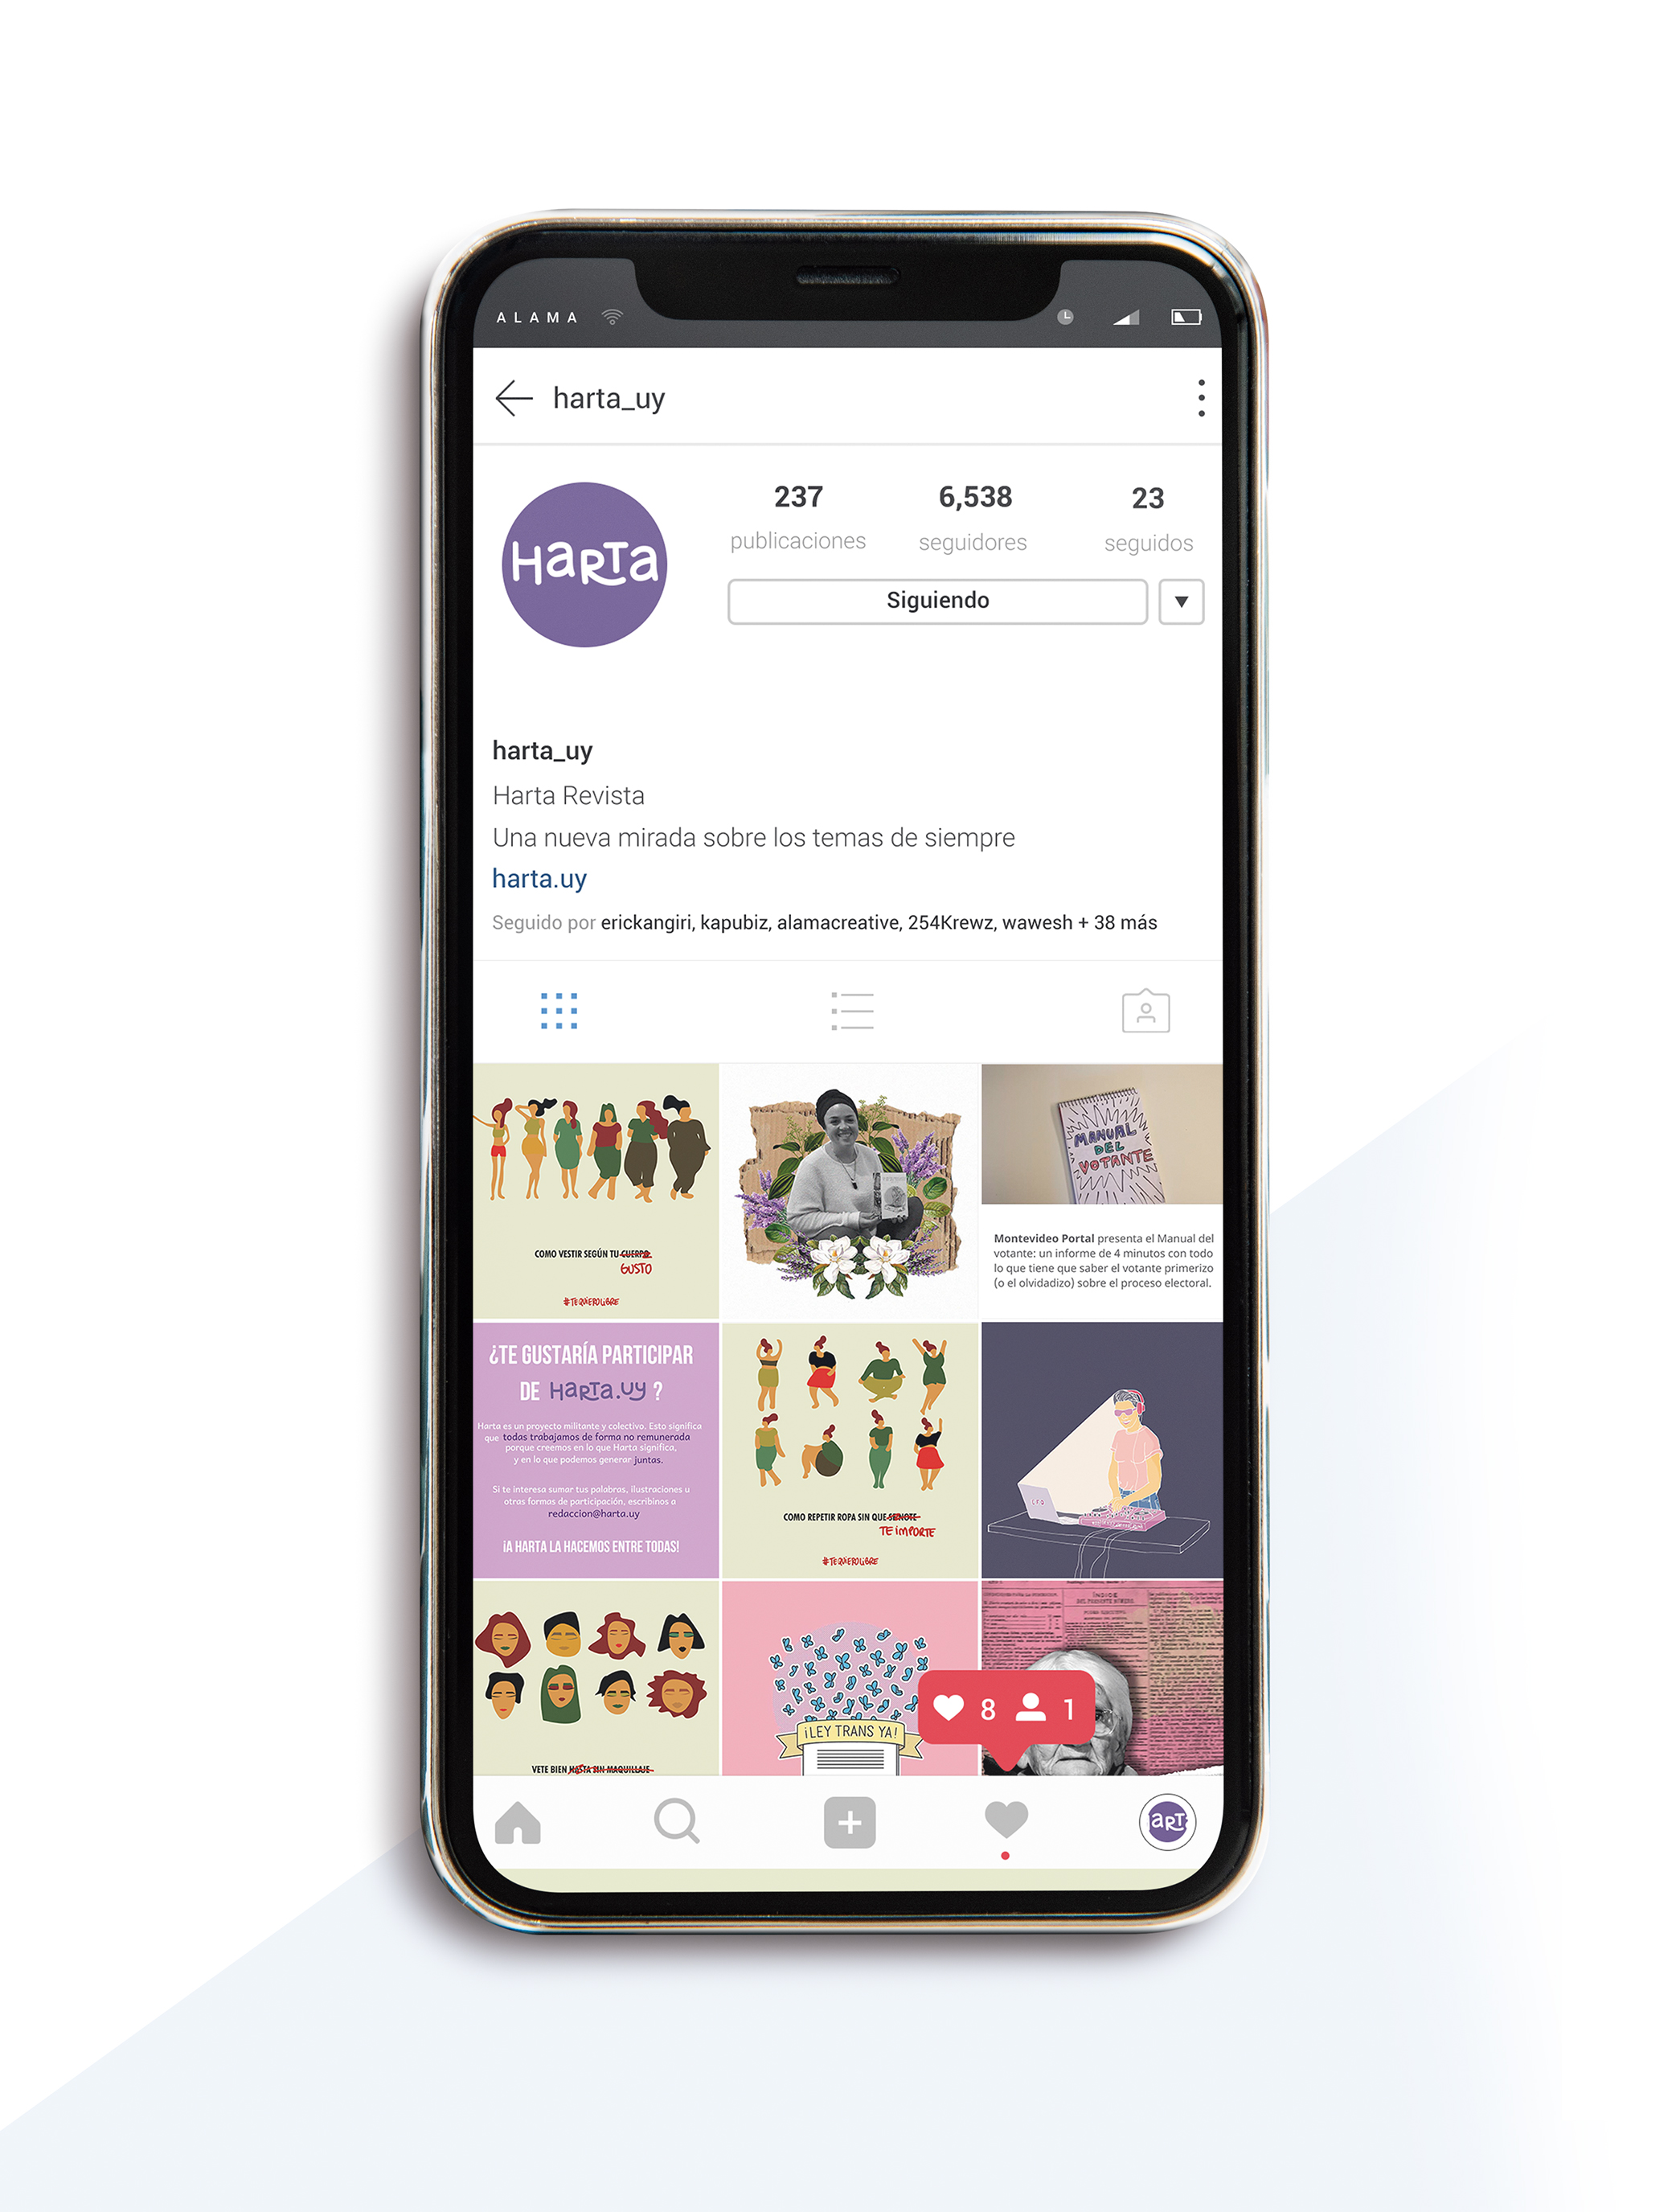 ALAMA
harta_uy
HaRTa
237
6,538
23
publicaciones
seguidores
seguidos
Siguiendo
harta_uy
Harta Revista
Una nueva mirada sobre los temas de siempre
harta.uy
Seguido por erickangiri, kapubiz, alamacreative, 254Krewz, wawesh + 38 más
COMO VESTIR SEGÚN TU CUERPO
GUSTO
#TEQUIEROLIBRE
MANUAL
DEL
VOTANTE
Montevideo Portal presenta el Manual del
votante: un informe de 4 minutos con todo
lo que tiene que saber el votante primerizo
(o el olvidadizo) sobre el proceso electoral.
¿TE GUSTARÍA PARTICIPAR
DE HaRTa.uy ?
Harta es un proyecto militante y colectivo. Esto significa
que todas trabajamos de forma no remunerada
porque creemos en lo que Harta significa,
y en lo que podemos generar juntas.
Si te interesa sumar tus palabras, ilustraciones u
otras formas de participación, escribinos a
redaccion@harta.uy
¡A HARTA LA HACEMOS ENTRE TODAS!
COMO REPETIR ROPA SIN QUE SE NOTE
TE IMPORTE
#TEQUIEROLIBRE
VETE BIEN HASTA SIN MAQUILLAJE
¡LEY TRANS YA!
INDICE
DEL PRESENTE NÚMERO
8
1
aRT